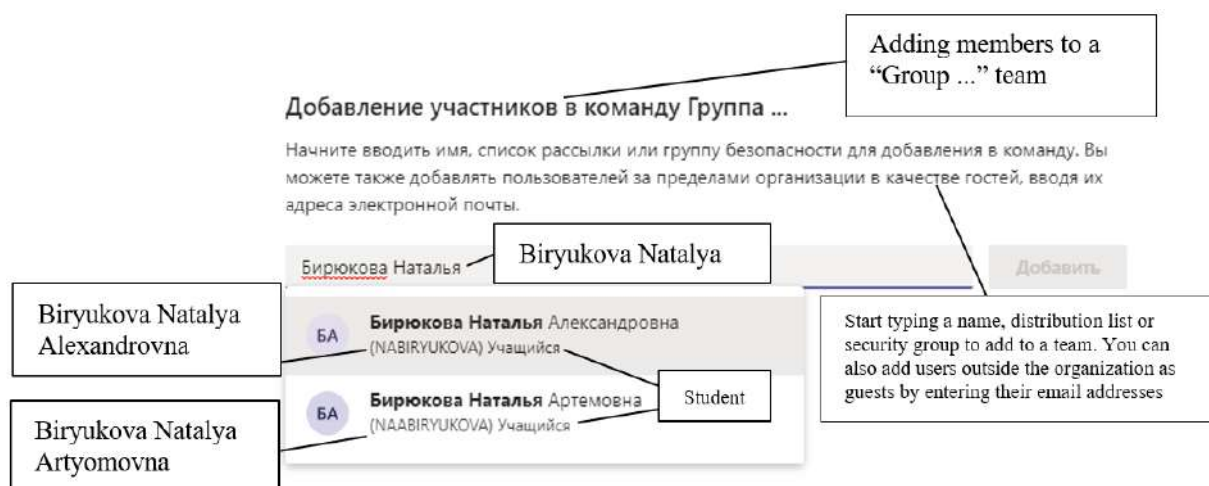 Adding members to a
“Group ...” team
Добавление участников в команду Группа ...
Начните вводить имя, список рассылки или группу безопасности для добавления в команду. Вы
можете также добавлять пользователей за пределами организации в качестве гостей, вводя их
адреса электронной почты.
Бирюкова Наталья
Biryukova Natalya
Добавить
Biryukova Natalya
Alexandrovna
БА
Бирюкова Наталья Александровна
(NABIRYUKOVA) Учащийся
Start typing a name, distribution list or
security group to add to a team. You can
also add users outside the organization as
guests by entering their email addresses
Student
Biryukova Natalya
Artyomovna
БА
Бирюкова Наталья Артемовна
(NAABIRYUKOVA) Учащийся